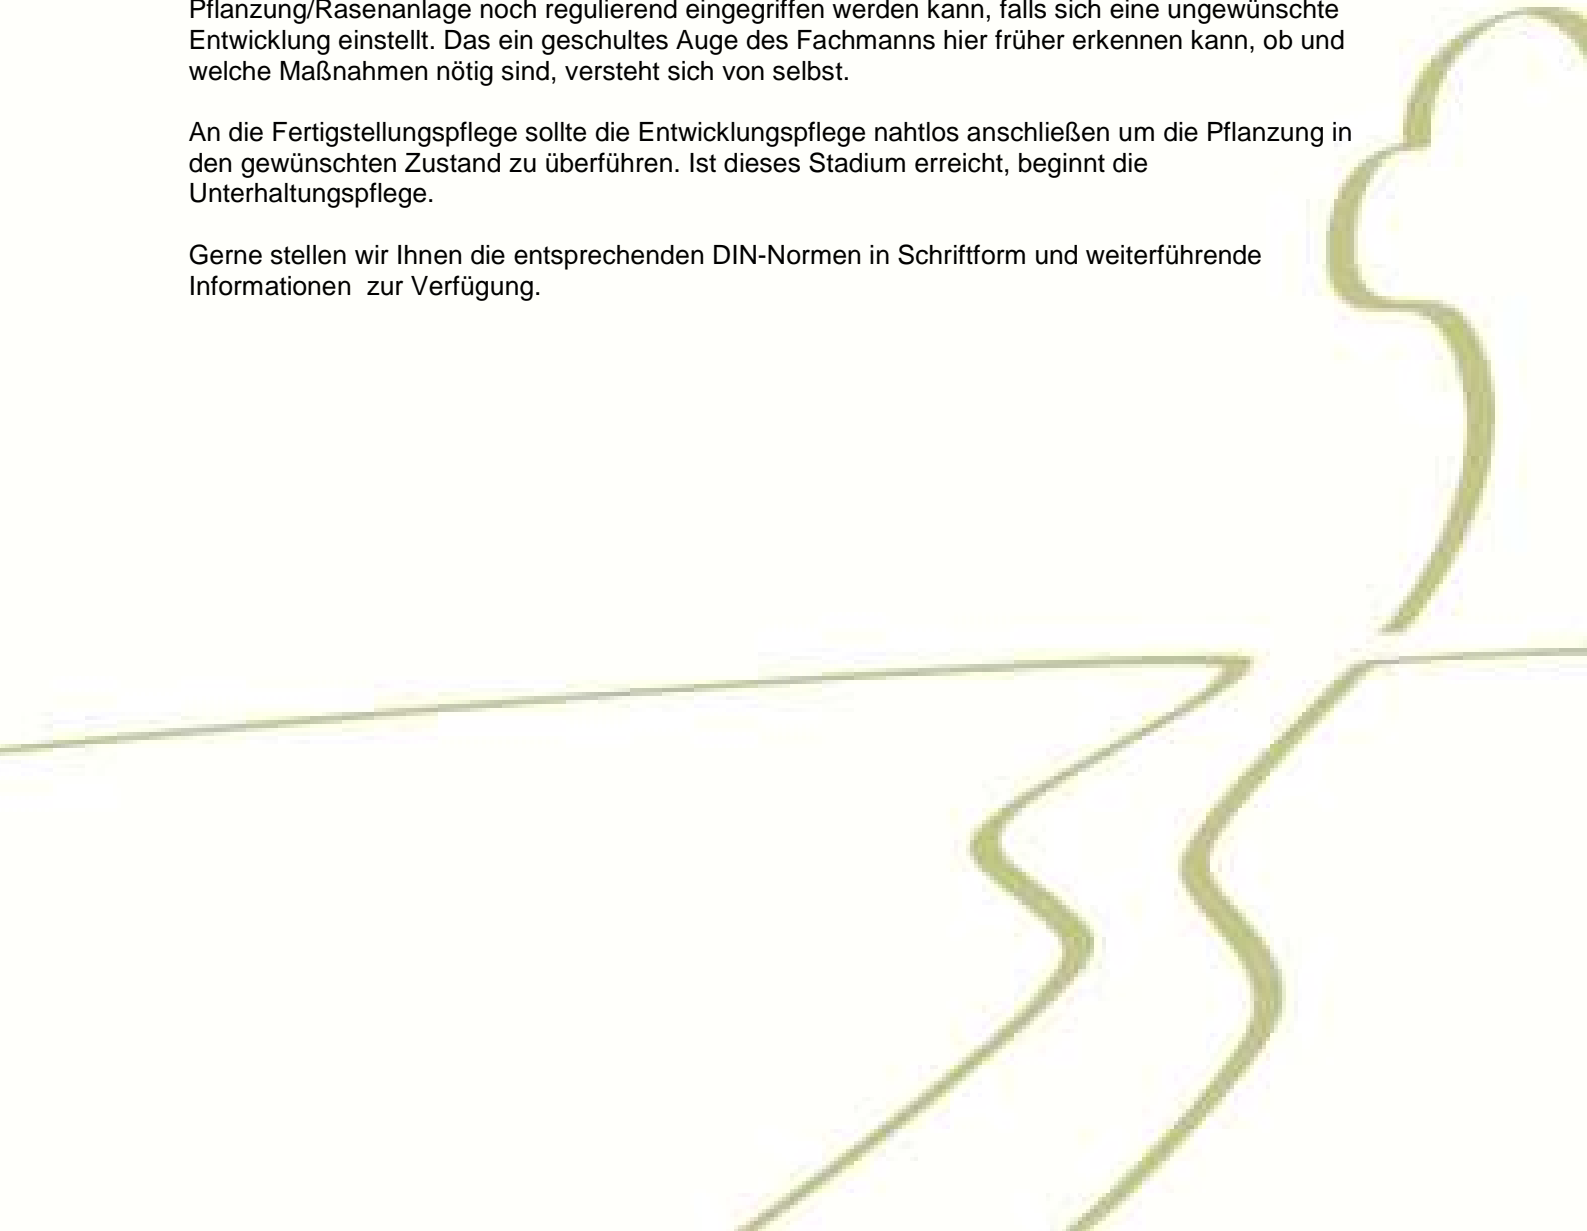 Pflanzung/Rasenanlage noch regulierend eingegriffen werden kann, falls sich eine ungewünschte
Entwicklung einstellt. Das ein geschultes Auge des Fachmanns hier früher erkennen kann, ob und
welche Maßnahmen nötig sind, versteht sich von selbst.
An die Fertigstellungspflege sollte die Entwicklungspflege nahtlos anschließen um die Pflanzung in
den gewünschten Zustand zu überführen. Ist dieses Stadium erreicht, beginnt die
Unterhaltungspflege.
Gerne stellen wir Ihnen die entsprechenden DIN-Normen in Schriftform und weiterführende
Informationen  zur Verfügung.